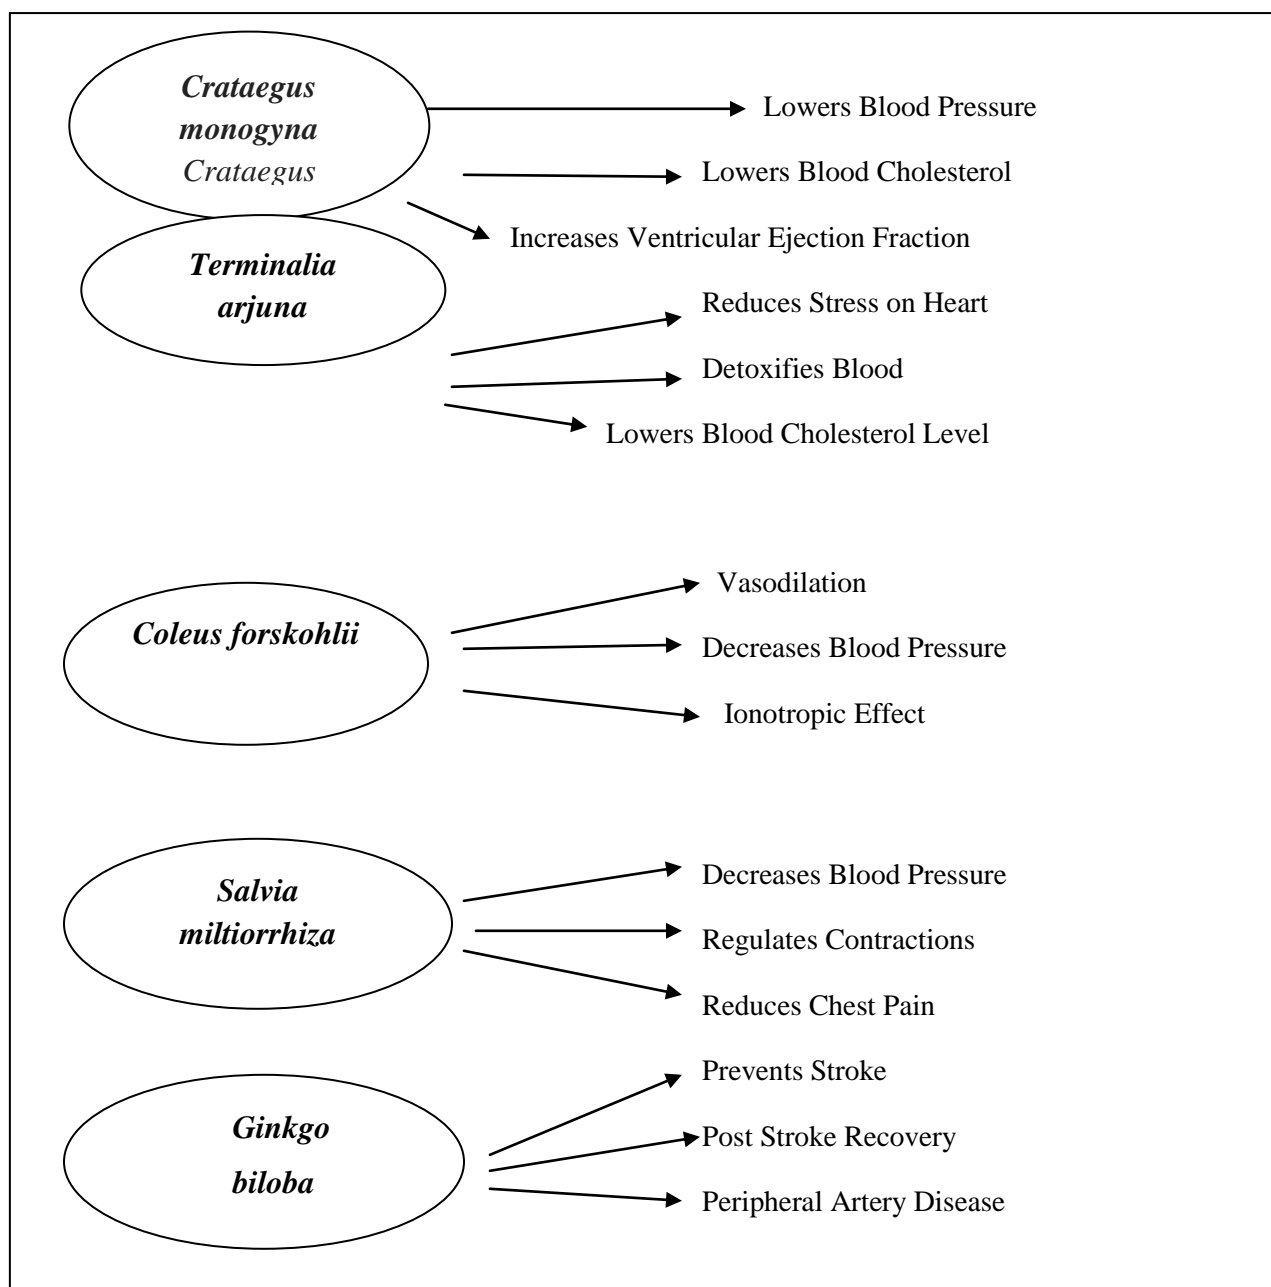 Crataegus
monogyna
Crataegus
Lowers Blood Pressure
Lowers Blood Cholesterol
Increases Ventricular Ejection Fraction
Terminalia
arjuna
Reduces Stress on Heart
Detoxifies Blood
Lowers Blood Cholesterol Level
Coleus forskohlii
Vasodilation
Decreases Blood Pressure
Ionotropic Effect
Salvia
miltiorrhiza
Decreases Blood Pressure
Regulates Contractions
Reduces Chest Pain
Ginkgo
biloba
Prevents Stroke
Post Stroke Recovery
Peripheral Artery Disease